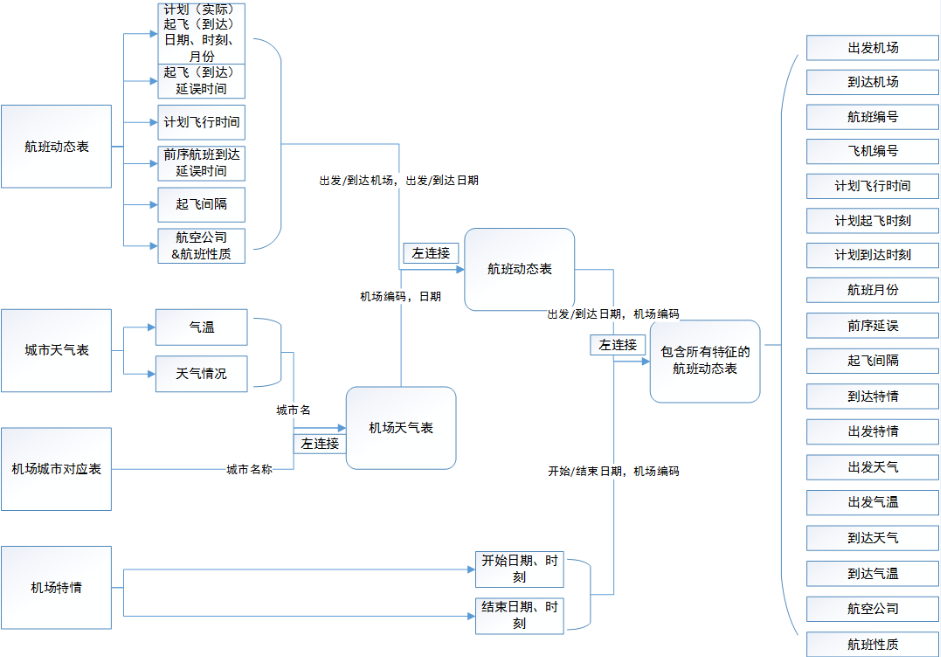 航班动态表
计划（实际）
起飞（到达）
日期、时刻、
月份
起飞（到达）
延误时间
计划飞行时间
前序航班到达
延误时间
起飞间隔
航空公司
&航班性质
出发/到达机场，出发/到达日期
左连接
航班动态表
机场编码，日期
城市天气表
气温
天气情况
城市名
左连接
机场天气表
机场城市对应表
城市名称
出发/到达日期，机场编码
左连接
包含所有特征的
航班动态表
开始/结束日期，机场编码
机场特情
开始日期、时
刻
结束日期、时
刻
出发机场
到达机场
航班编号
飞机编号
计划飞行时间
计划起飞时刻
计划到达时刻
航班月份
前序延误
起飞间隔
到达特情
出发特情
出发天气
出发气温
到达天气
到达气温
航空公司
航班性质